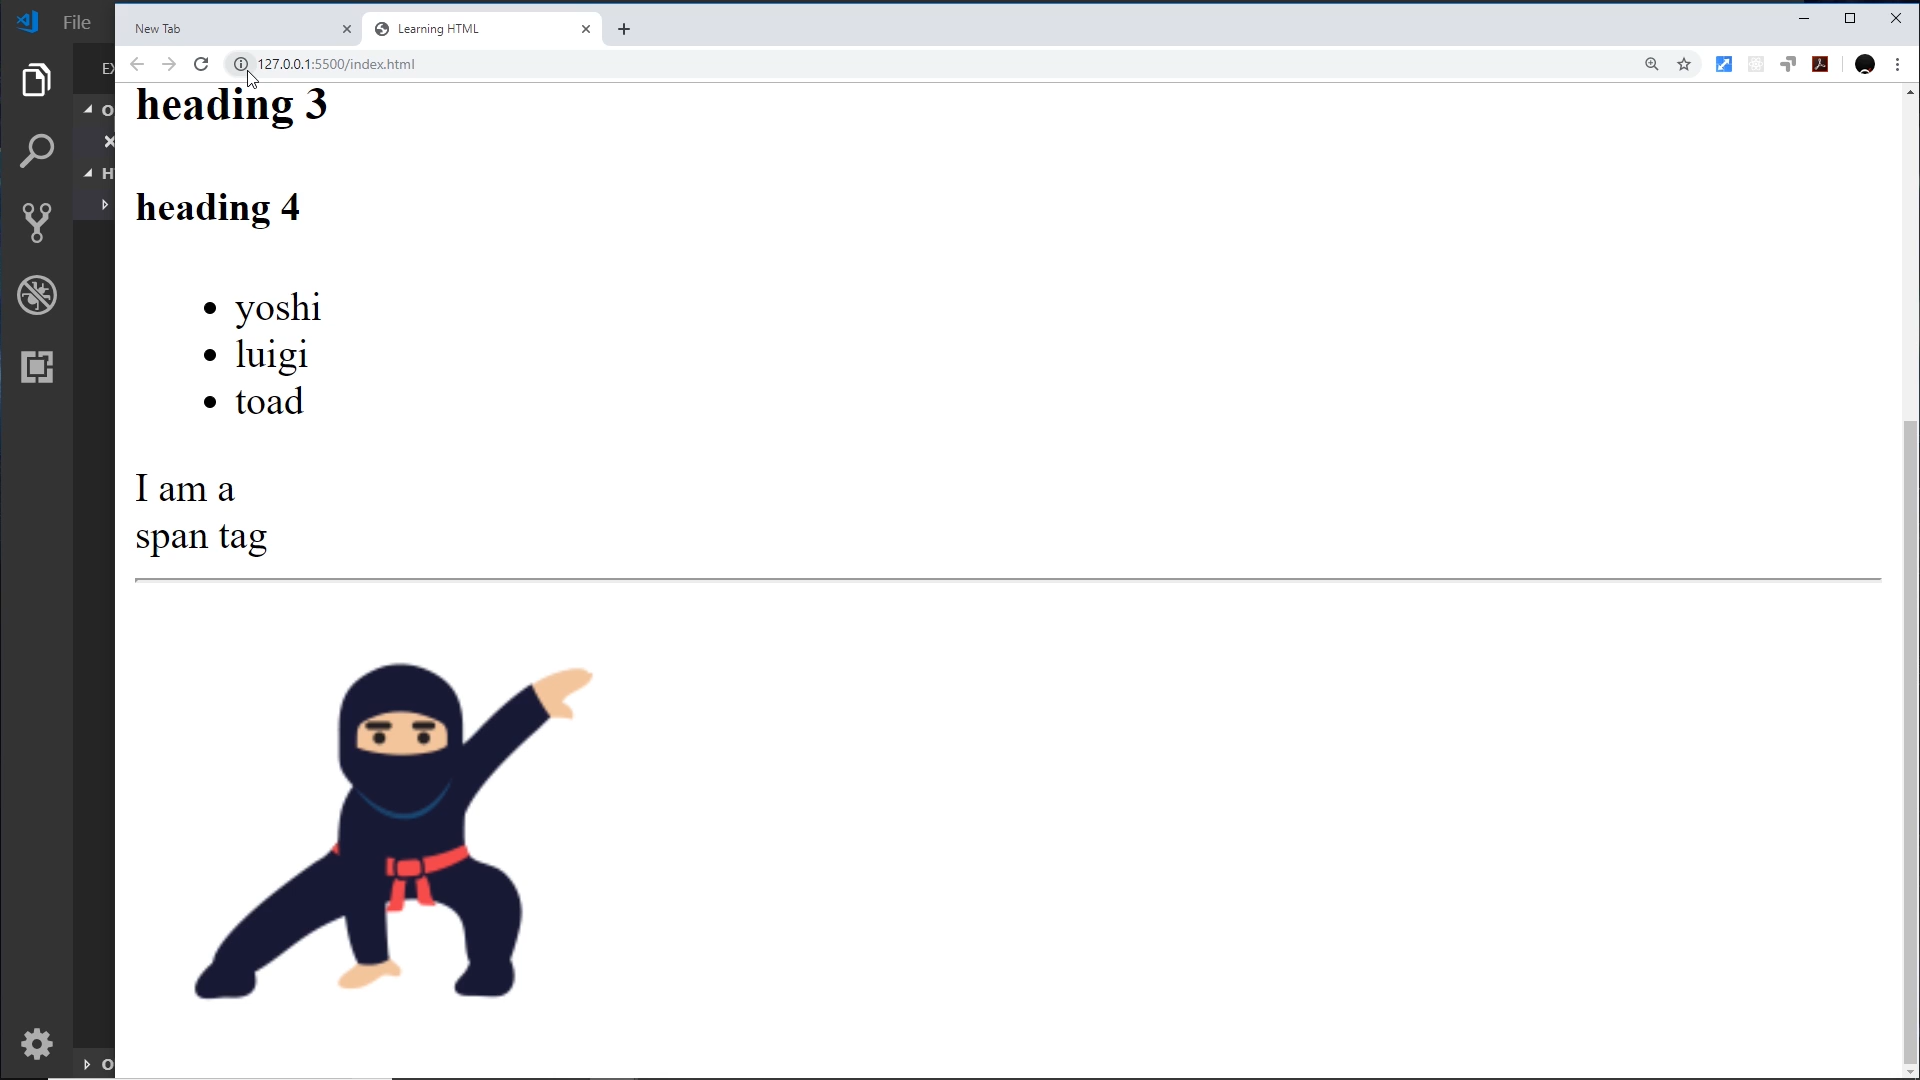 File
New Tab
Learning HTML
127.0.0.1:5500/index.html
heading 3
heading 4
yoshi
luigi
toad
I am a
span tag